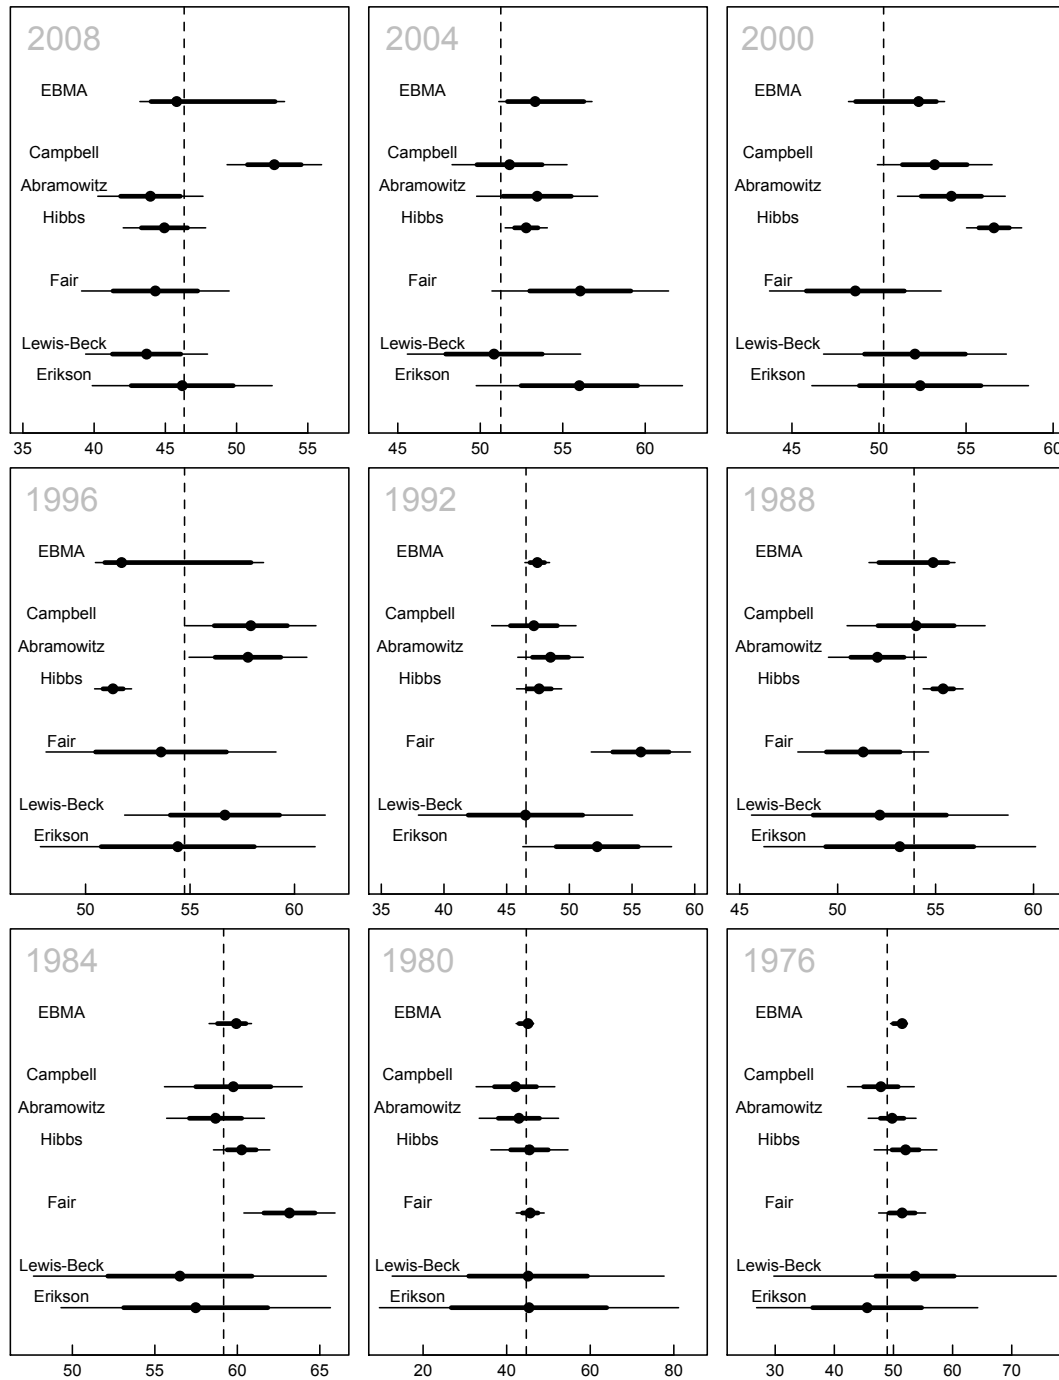 2008
EBMA
Campbell
Abramowitz
Hibbs
Fair
Lewis-Beck
Erikson
35 40 45 50 55
2004
EBMA
Campbell
Abramowitz
Hibbs
Fair
Lewis-Beck
Erikson
45 50 55 60
2000
EBMA
Campbell
Abramowitz
Hibbs
Fair
Lewis-Beck
Erikson
45 50 55 60
1996
EBMA
Campbell
Abramowitz
Hibbs
Fair
Lewis-Beck
Erikson
50 55 60
1992
EBMA
Campbell
Abramowitz
Hibbs
Fair
Lewis-Beck
Erikson
35 40 45 50 55 60
1988
EBMA
Campbell
Abramowitz
Hibbs
Fair
Lewis-Beck
Erikson
45 50 55 60
1984
EBMA
Campbell
Abramowitz
Hibbs
Fair
Lewis-Beck
Erikson
50 55 60 65
1980
EBMA
Campbell
Abramowitz
Hibbs
Fair
Lewis-Beck
Erikson
20 40 60 80
1976
EBMA
Campbell
Abramowitz
Hibbs
Fair
Lewis-Beck
Erikson
30 40 50 60 70